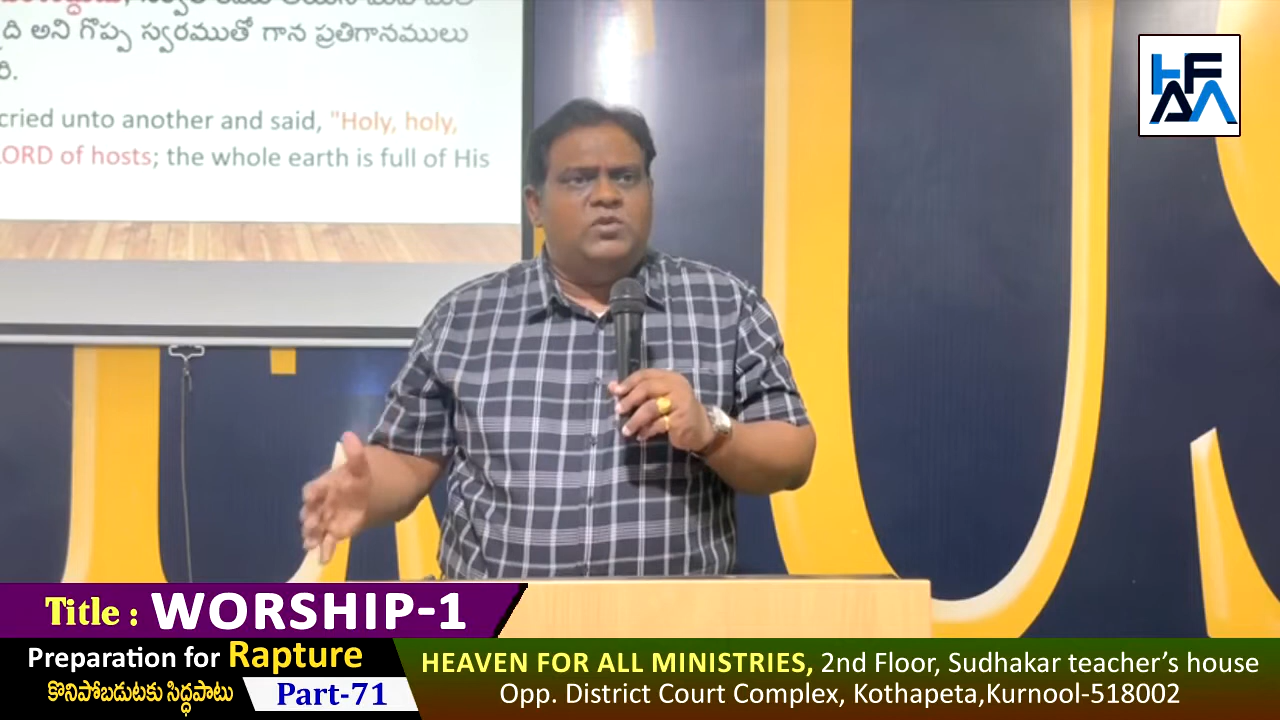 ది అని గొప్ప స్వరముతో గాన ప్రతిగానములు
రి.
cried unto another and said, "Holy, holy,
LORD of hosts; the whole earth is full of His
HFAM
Title : WORSHIP-1
Preparation for Rapture
కొనిపోబడుటకు సిద్ధపాటు
Part-71
HEAVEN FOR ALL MINISTRIES, 2nd Floor, Sudhakar teacher's house
Opp. District Court Complex, Kothapeta,Kurnool-518002